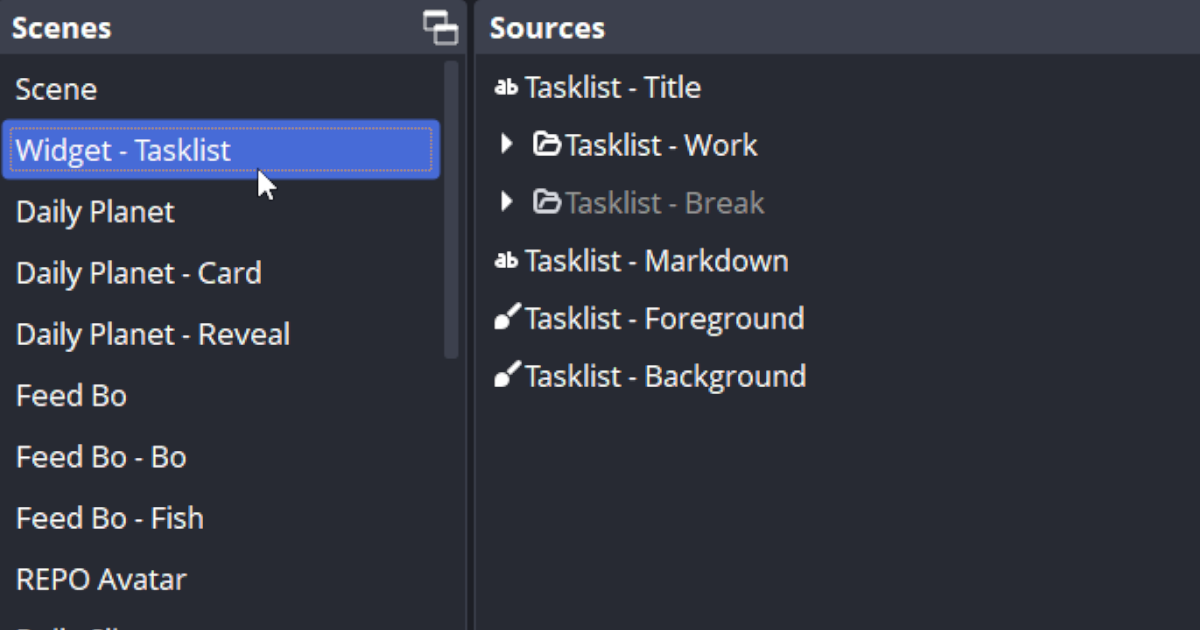 Scenes
Scene
Widget - Tasklist
Daily Planet
Daily Planet - Card
Daily Planet - Reveal
Feed Bo
Feed Bo - Bo
Feed Bo - Fish
REPO Avatar
Sources
ab Tasklist - Title
Tasklist - Work
Tasklist - Break
ab Tasklist - Markdown
Tasklist - Foreground
Tasklist - Background